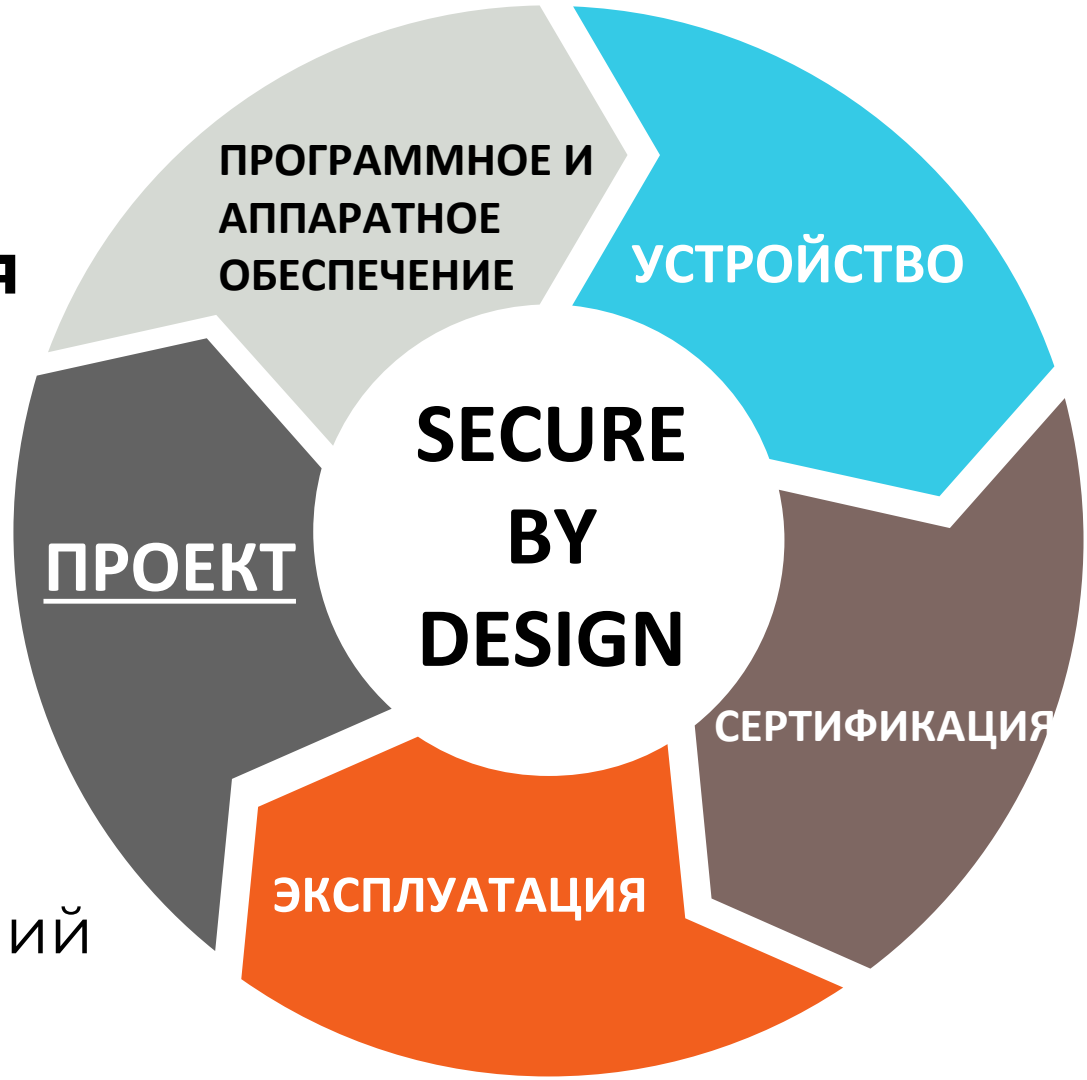 ПРОГРАММНОЕ И
АППАРАТНОЕ
ОБЕСПЕЧЕНИЕ
УСТРОЙСТВО
Я
SECURE
BY
DESIGN
ПРОЕКТ
СЕРТИФИКАЦИЯ
ЭКСПЛУАТАЦИЯ
ий